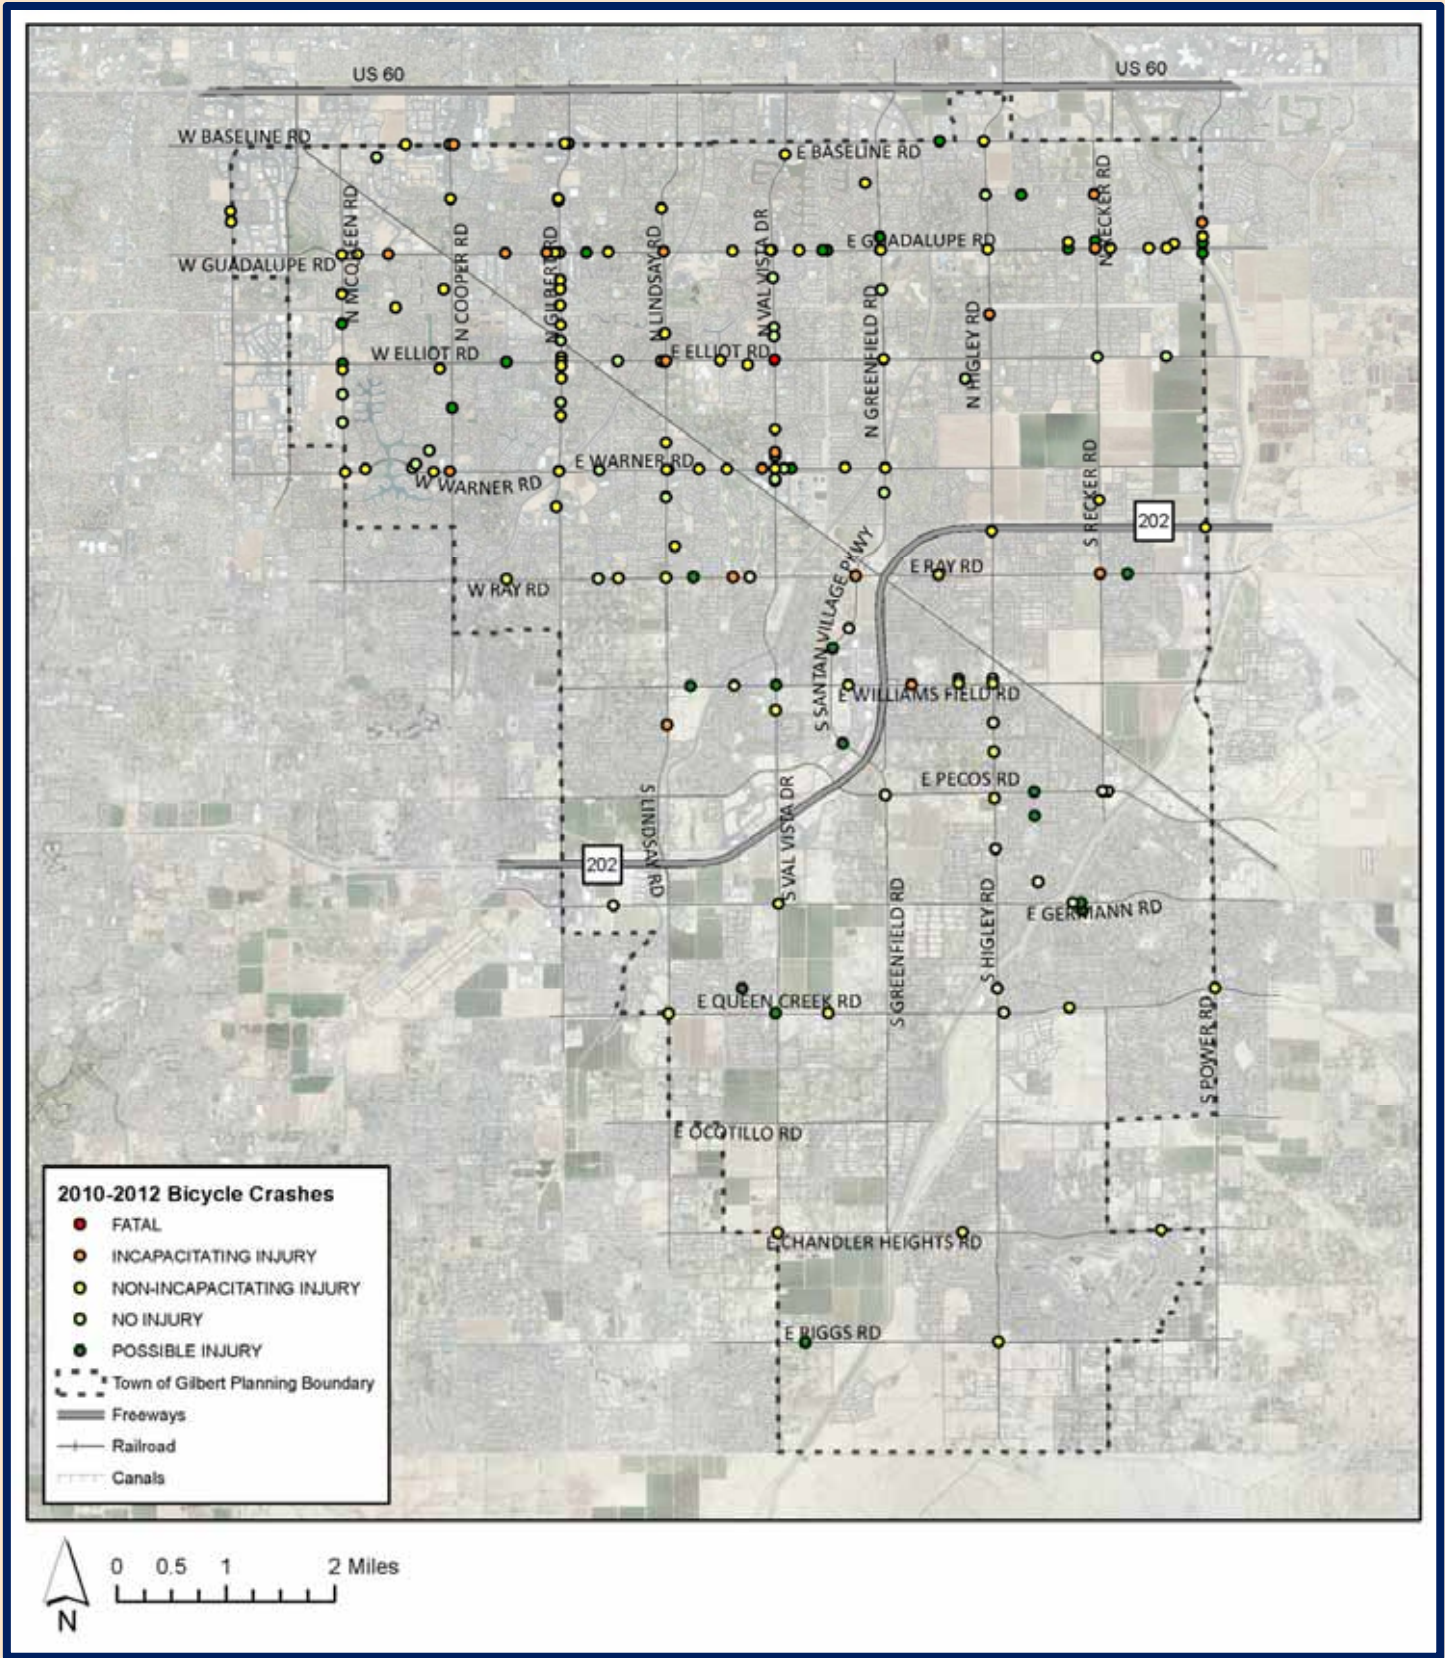 US 60
US 60
W BASELINE RD
E BASELINE RD
N RECKER RD
N MCQUEEN RD
N COOPER RD
N GILBERT RD
N LINDSAY RD
N VAL VISTA DR
E GUADALUPE RD
W GUADALUPE RD
N GREENFIELD RD
N HIGLEY RD
W ELLIOT RD
E ELLIOT RD
E WARNER RD
W WARNER RD
S RECKER RD
202
S SANTAN VILLAGE PKWY
E RAY RD
W RAY RD
E WILLIAMS FIELD RD
E PECOS RD
S LINDSAY RD
S VAL VISTA DR
202
S GREENFIELD RD
S HIGLEY RD
E GERMANN RD
E QUEEN CREEK RD
S POWER RD
E OCOTILLO RD
E CHANDLER HEIGHTS RD
E RIGGS RD
2010-2012 Bicycle Crashes
FATAL
INCAPACITATING INJURY
NON-INCAPACITATING INJURY
NO INJURY
POSSIBLE INJURY
Town of Gilbert Planning Boundary
Freeways
Railroad
Canals
0 0.5 1 2 Miles
N